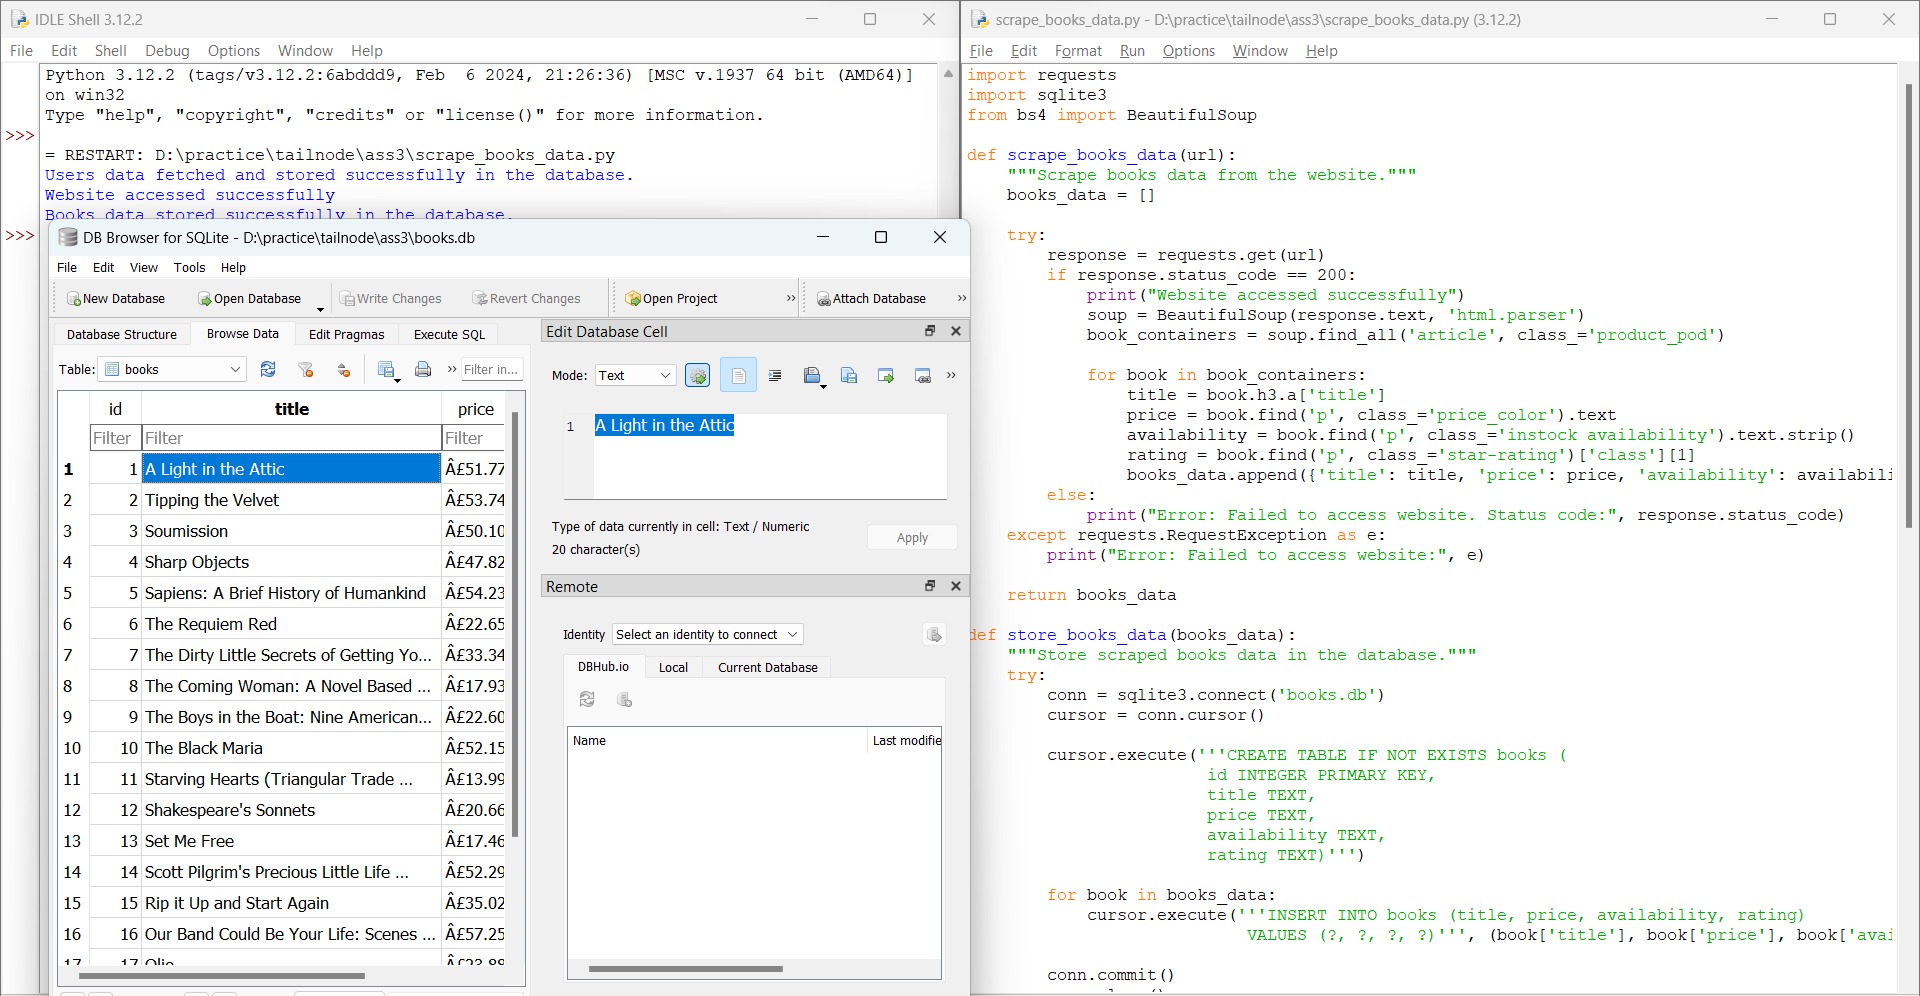 IDLE Shell 3.12.2
File Edit Shell Debug Options Window Help
Python 3.12.2 (tags/v3.12.2:6abddd9, Feb  6 2024, 21:26:36) [MSC v.1937 64 bit (AMD64)]
on win32
Type "help", "copyright", "credits" or "license()" for more information.
>>>
= RESTART: D:\practice\tailnode\ass3\scrape_books_data.py
Users data fetched and stored successfully in the database.
Website accessed successfully
Books data stored successfully in the database.
>>>
DB Browser for SQLite - D:\practice\tailnode\ass3\books.db
File Edit View Tools Help
New Database Open Database Write Changes Revert Changes Open Project » Attach Database »
Database Structure Browse Data Edit Pragmas Execute SQL
Table: books » Filter in...
id title price
Filter Filter Filter
1 1 A Light in the Attic Â£51.77
2 2 Tipping the Velvet Â£53.74
3 3 Soumission Â£50.10
4 4 Sharp Objects Â£47.82
5 5 Sapiens: A Brief History of Humankind Â£54.23
6 6 The Requiem Red Â£22.65
7 7 The Dirty Little Secrets of Getting Yo... Â£33.34
8 8 The Coming Woman: A Novel Based ... Â£17.93
9 9 The Boys in the Boat: Nine American... Â£22.60
10 10 The Black Maria Â£52.15
11 11 Starving Hearts (Triangular Trade ... Â£13.99
12 12 Shakespeare's Sonnets Â£20.66
13 13 Set Me Free Â£17.46
14 14 Scott Pilgrim's Precious Little Life ... Â£52.29
15 15 Rip it Up and Start Again Â£35.02
16 16 Our Band Could Be Your Life: Scenes ... Â£57.25
17 17 Olio Â£23.88
Edit Database Cell
Mode: Text »
1 A Light in the Attic
Type of data currently in cell: Text / Numeric
20 character(s)
Apply
Remote
Identity Select an identity to connect
DBHub.io Local Current Database
Name Last modifie
scrape_books_data.py - D:\practice\tailnode\ass3\scrape_books_data.py (3.12.2)
File Edit Format Run Options Window Help
import requests
import sqlite3
from bs4 import BeautifulSoup
def scrape_books_data(url):
    """Scrape books data from the website."""
    books_data = []
    try:
        response = requests.get(url)
        if response.status_code == 200:
            print("Website accessed successfully")
            soup = BeautifulSoup(response.text, 'html.parser')
            book_containers = soup.find_all('article', class_='product_pod')
            for book in book_containers:
                title = book.h3.a['title']
                price = book.find('p', class_='price_color').text
                availability = book.find('p', class_='instock availability').text.strip()
                rating = book.find('p', class_='star-rating')['class'][1]
                books_data.append({'title': title, 'price': price, 'availability': availabili
        else:
            print("Error: Failed to access website. Status code:", response.status_code)
    except requests.RequestException as e:
        print("Error: Failed to access website:", e)
    return books_data
def store_books_data(books_data):
    """Store scraped books data in the database."""
    try:
        conn = sqlite3.connect('books.db')
        cursor = conn.cursor()
        cursor.execute('''CREATE TABLE IF NOT EXISTS books (
                        id INTEGER PRIMARY KEY,
                        title TEXT,
                        price TEXT,
                        availability TEXT,
                        rating TEXT)''')
        for book in books_data:
            cursor.execute('''INSERT INTO books (title, price, availability, rating)
                            VALUES (?, ?, ?, ?)''', (book['title'], book['price'], book['avai
        conn.commit()